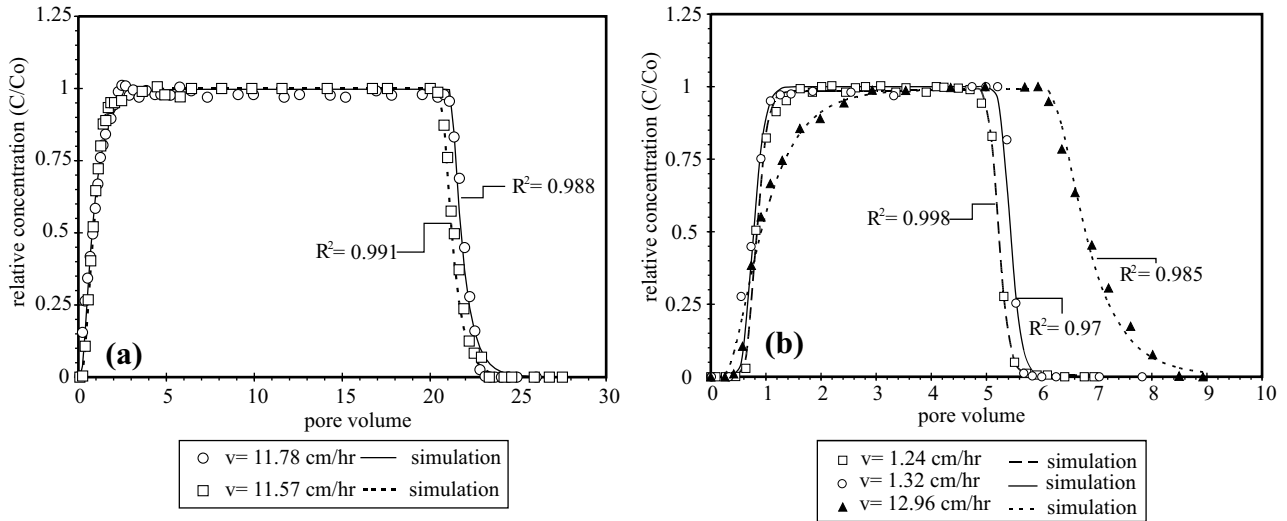 1.25
1
0.75
0.5
0.25
0
relative concentration (C/Co)
R²= 0.988
R²= 0.991
(a)
0 5 10 15 20 25 30
pore volume
v= 11.78 cm/hr simulation
v= 11.57 cm/hr simulation
1.25
1
0.75
0.5
0.25
0
relative concentration (C/Co)
R²= 0.998
R²= 0.985
R²= 0.97
(b)
0 1 2 3 4 5 6 7 8 9 10
pore volume
v= 1.24 cm/hr simulation
v= 1.32 cm/hr simulation
v= 12.96 cm/hr simulation